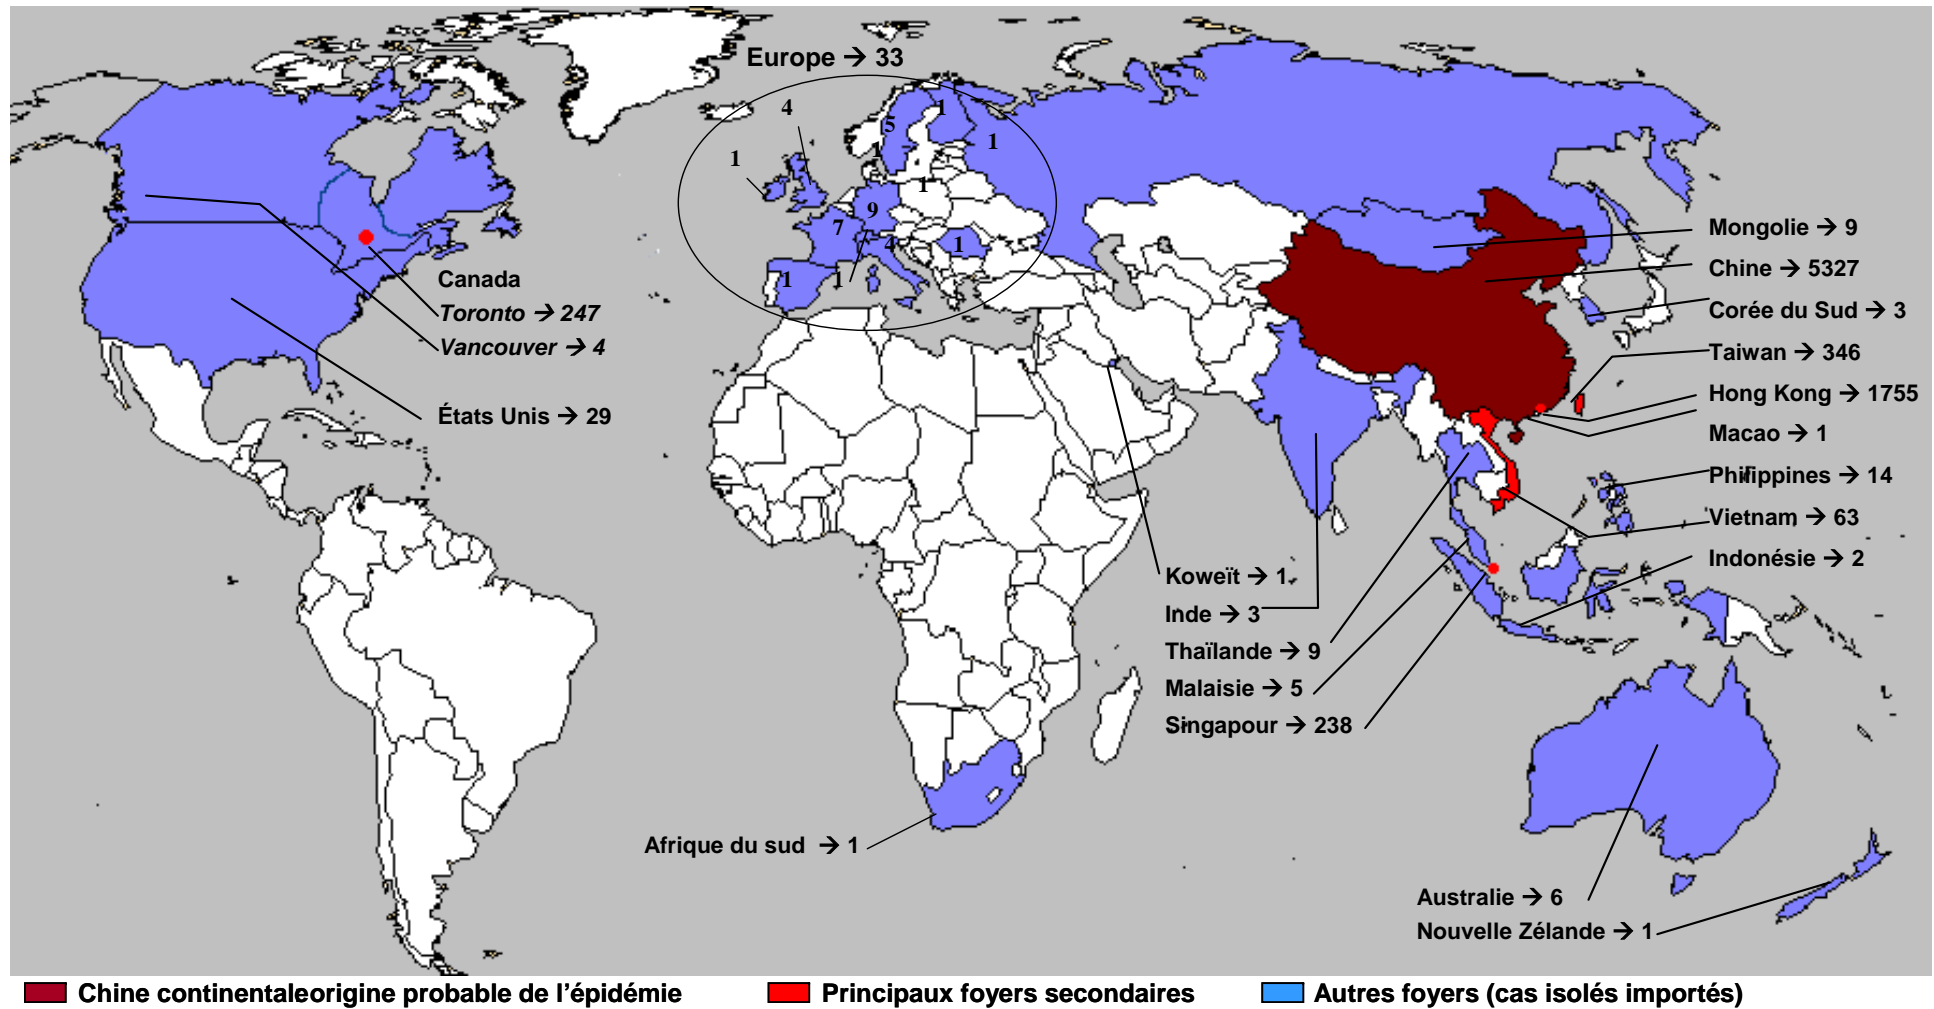 Europe → 33
4
1
5
1
1
1
1
1
9
7
4
1
1
1
Canada
Toronto → 247
Vancouver → 4
États Unis → 29
Mongolie → 9
Chine → 5327
Corée du Sud → 3
Taiwan → 346
Hong Kong → 1755
Macao → 1
Philippines → 14
Vietnam → 63
Indonésie → 2
Koweït → 1
Inde → 3
Thaïlande → 9
Malaisie → 5
Singapour → 238
Afrique du sud → 1
Australie → 6
Nouvelle Zélande → 1
Chine continentaleorigine probable de l'épidémie
Principaux foyers secondaires
Autres foyers (cas isolés importés)